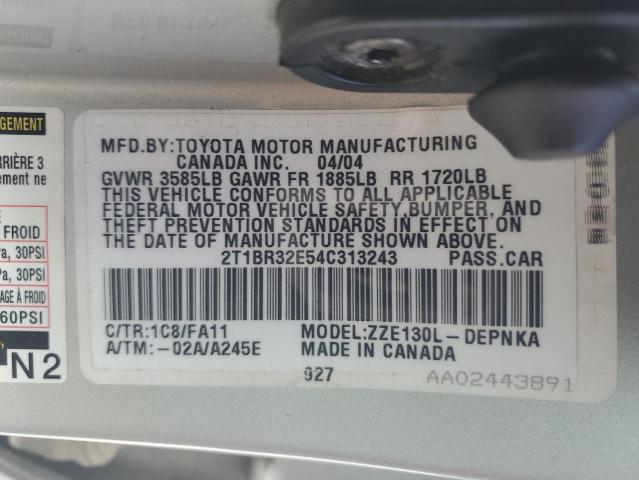 GEMENT
RIÈRE 3
ement ne
FROID
a, 30PSI
a, 30PSI
AGE À FROID
60PSI
N2
MFD.BY:TOYOTA MOTOR MANUFACTURING
CANADA INC. 04/04
GVWR 3585LB GAWR FR 1885LB RR 1720LB
THIS VEHICLE CONFORMS TO ALL APPLICABLE
FEDERAL MOTOR VEHICLE SAFETY,BUMPER, AND
THEFT PREVENTION STANDARDS IN EFFECT ON
THE DATE OF MANUFACTURE SHOWN ABOVE.
2T1BR32E54C313243 PASS.CAR
C/TR:1C8/FA11 MODEL:ZZE130L-DEPNKA
A/TM:-02A/A245E MADE IN CANADA
927 AA02443891